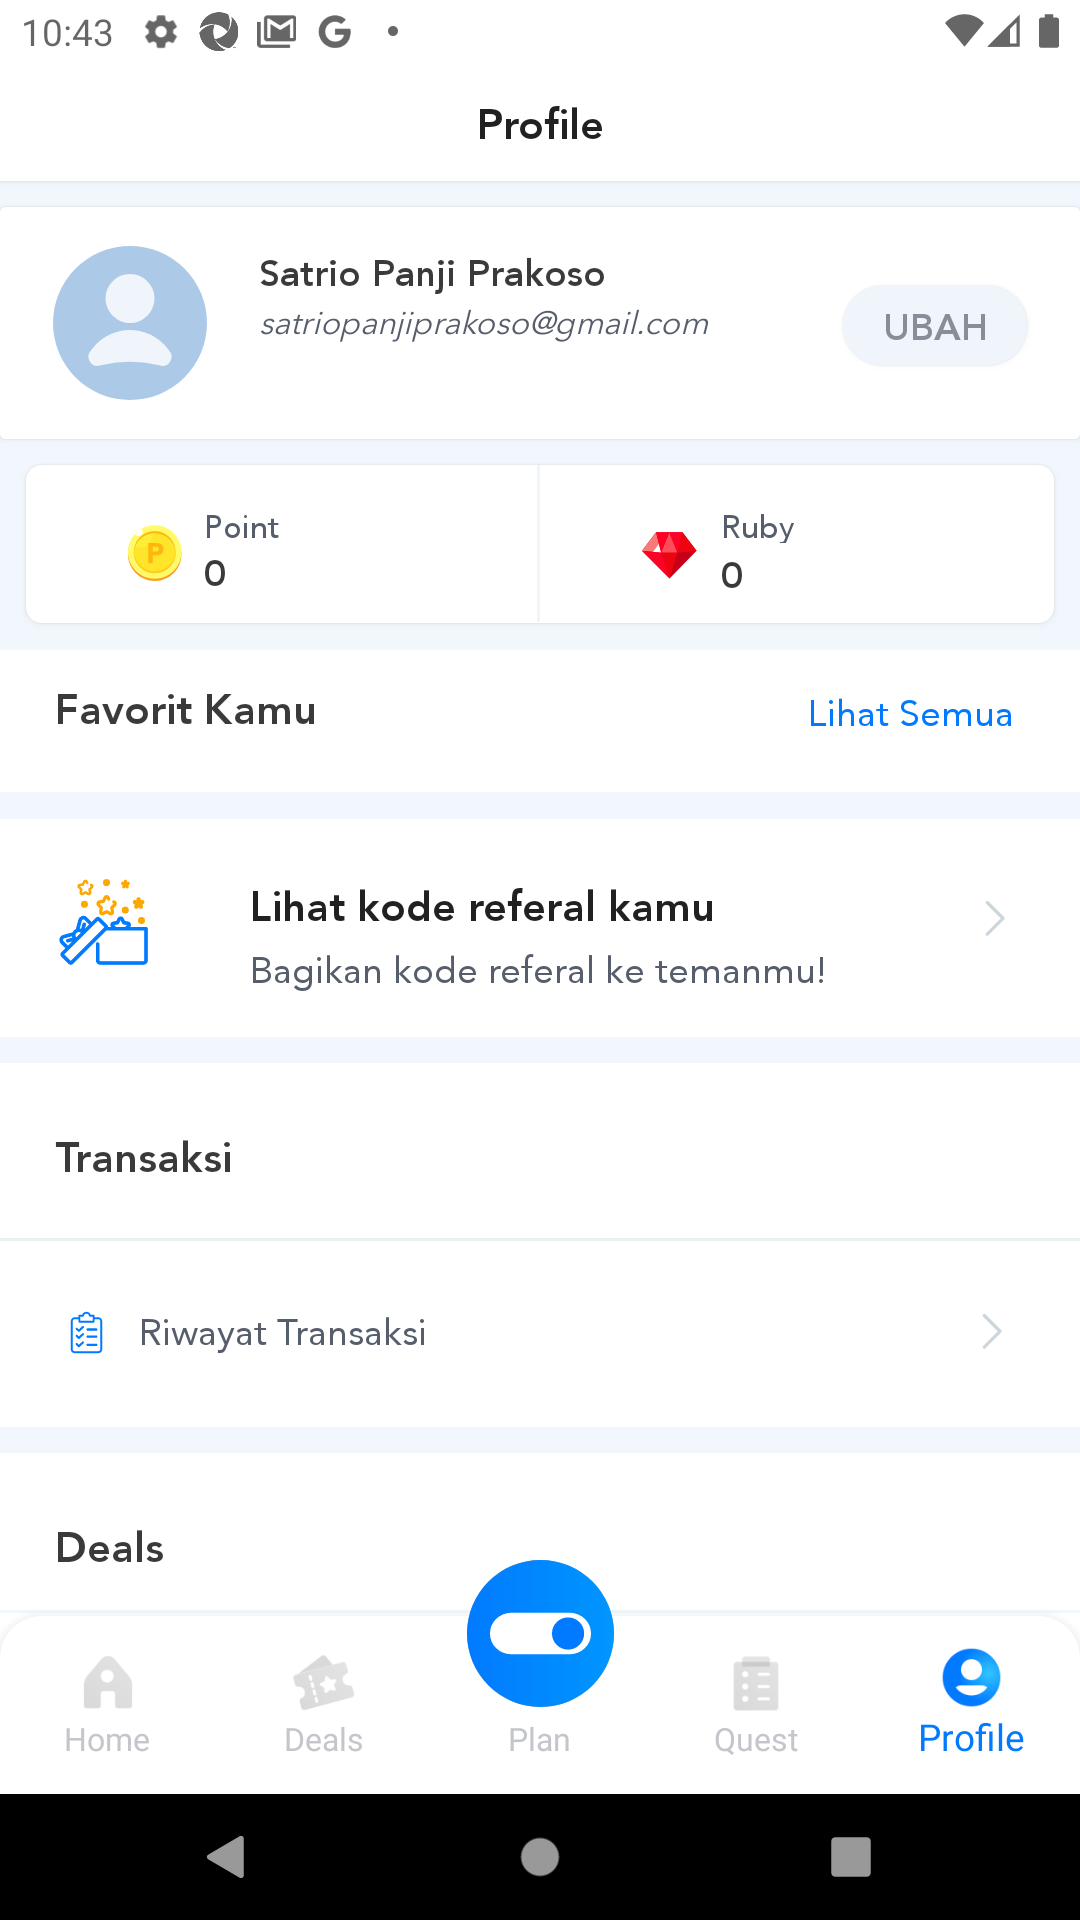 10:43
Profile
Satrio Panji Prakoso
satriopanjiprakoso@gmail.com
UBAH
Point
0
Ruby
0
Favorit Kamu
Lihat Semua
Lihat kode referal kamu
Bagikan kode referal ke temanmu!
Transaksi
Riwayat Transaksi
Deals
Home
Deals
Plan
Quest
Profile